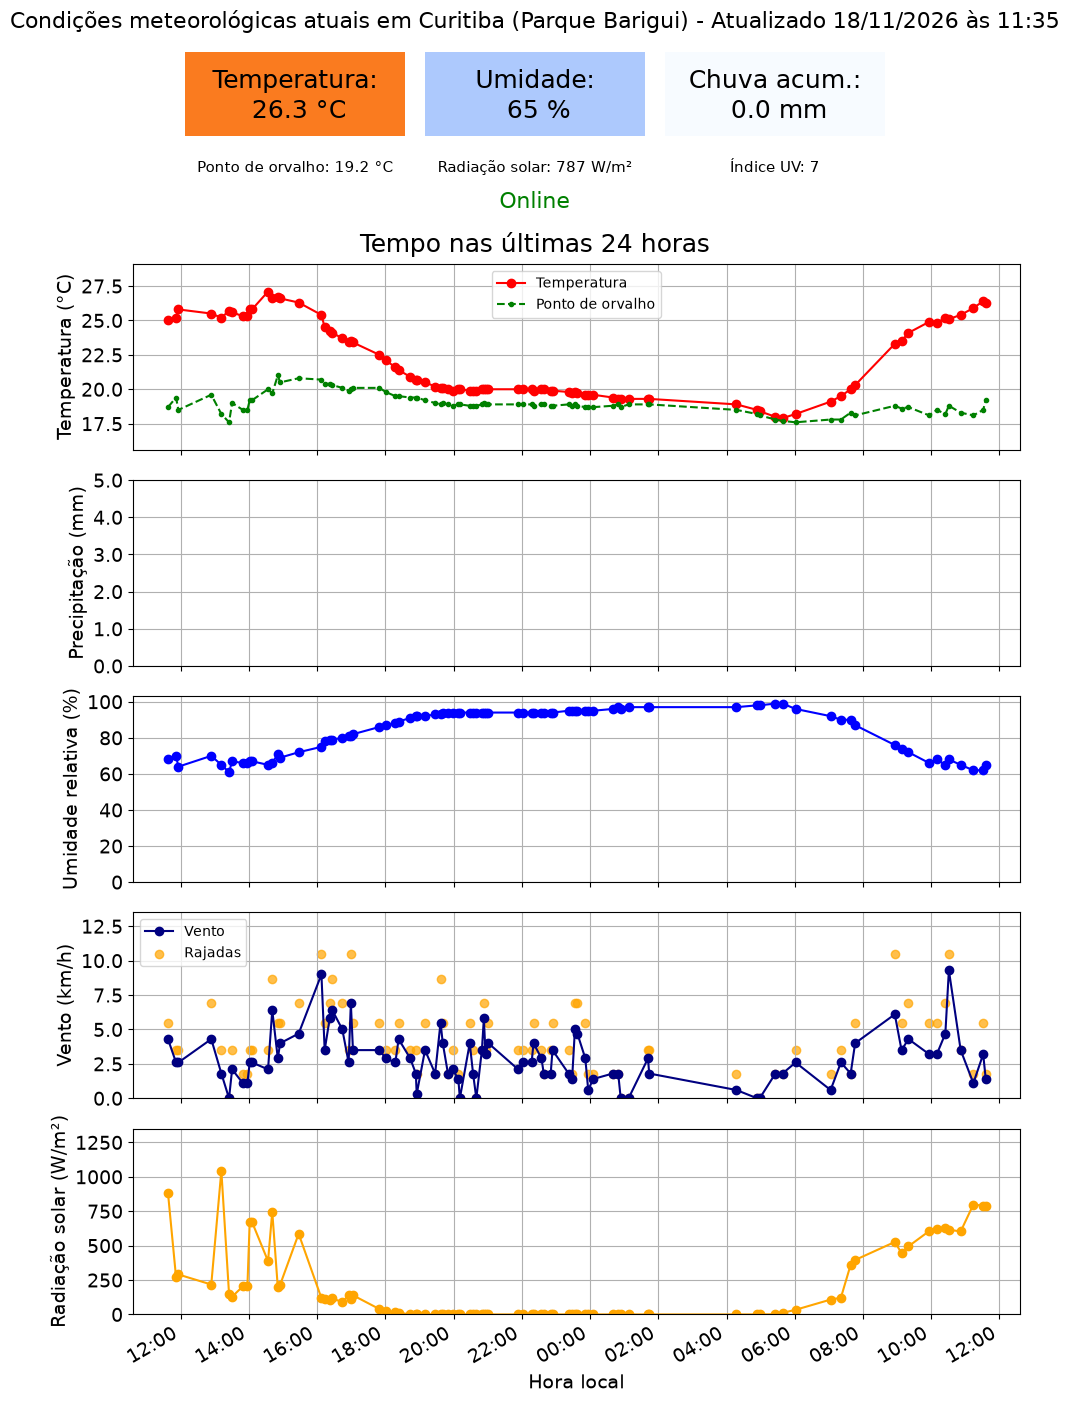 Condições meteorológicas atuais em Curitiba (Parque Barigui) - Atualizado 18/11/2026 às 11:35
Temperatura:
26.3 °C
Umidade:
65 %
Chuva acum.:
0.0 mm
Ponto de orvalho: 19.2 °C
Radiação solar: 787 W/m²
Índice UV: 7
Online
Tempo nas últimas 24 horas
Temperatura (°C)
27.5
25.0
22.5
20.0
17.5
Temperatura
Ponto de orvalho
Precipitação (mm)
5.0
4.0
3.0
2.0
1.0
0.0
Umidade relativa (%)
100
80
60
40
20
0
Vento (km/h)
12.5
10.0
7.5
5.0
2.5
0.0
Vento
Rajadas
Radiação solar (W/m²)
1250
1000
750
500
250
0
12:00
14:00
16:00
18:00
20:00
22:00
00:00
02:00
04:00
06:00
08:00
10:00
12:00
Hora local